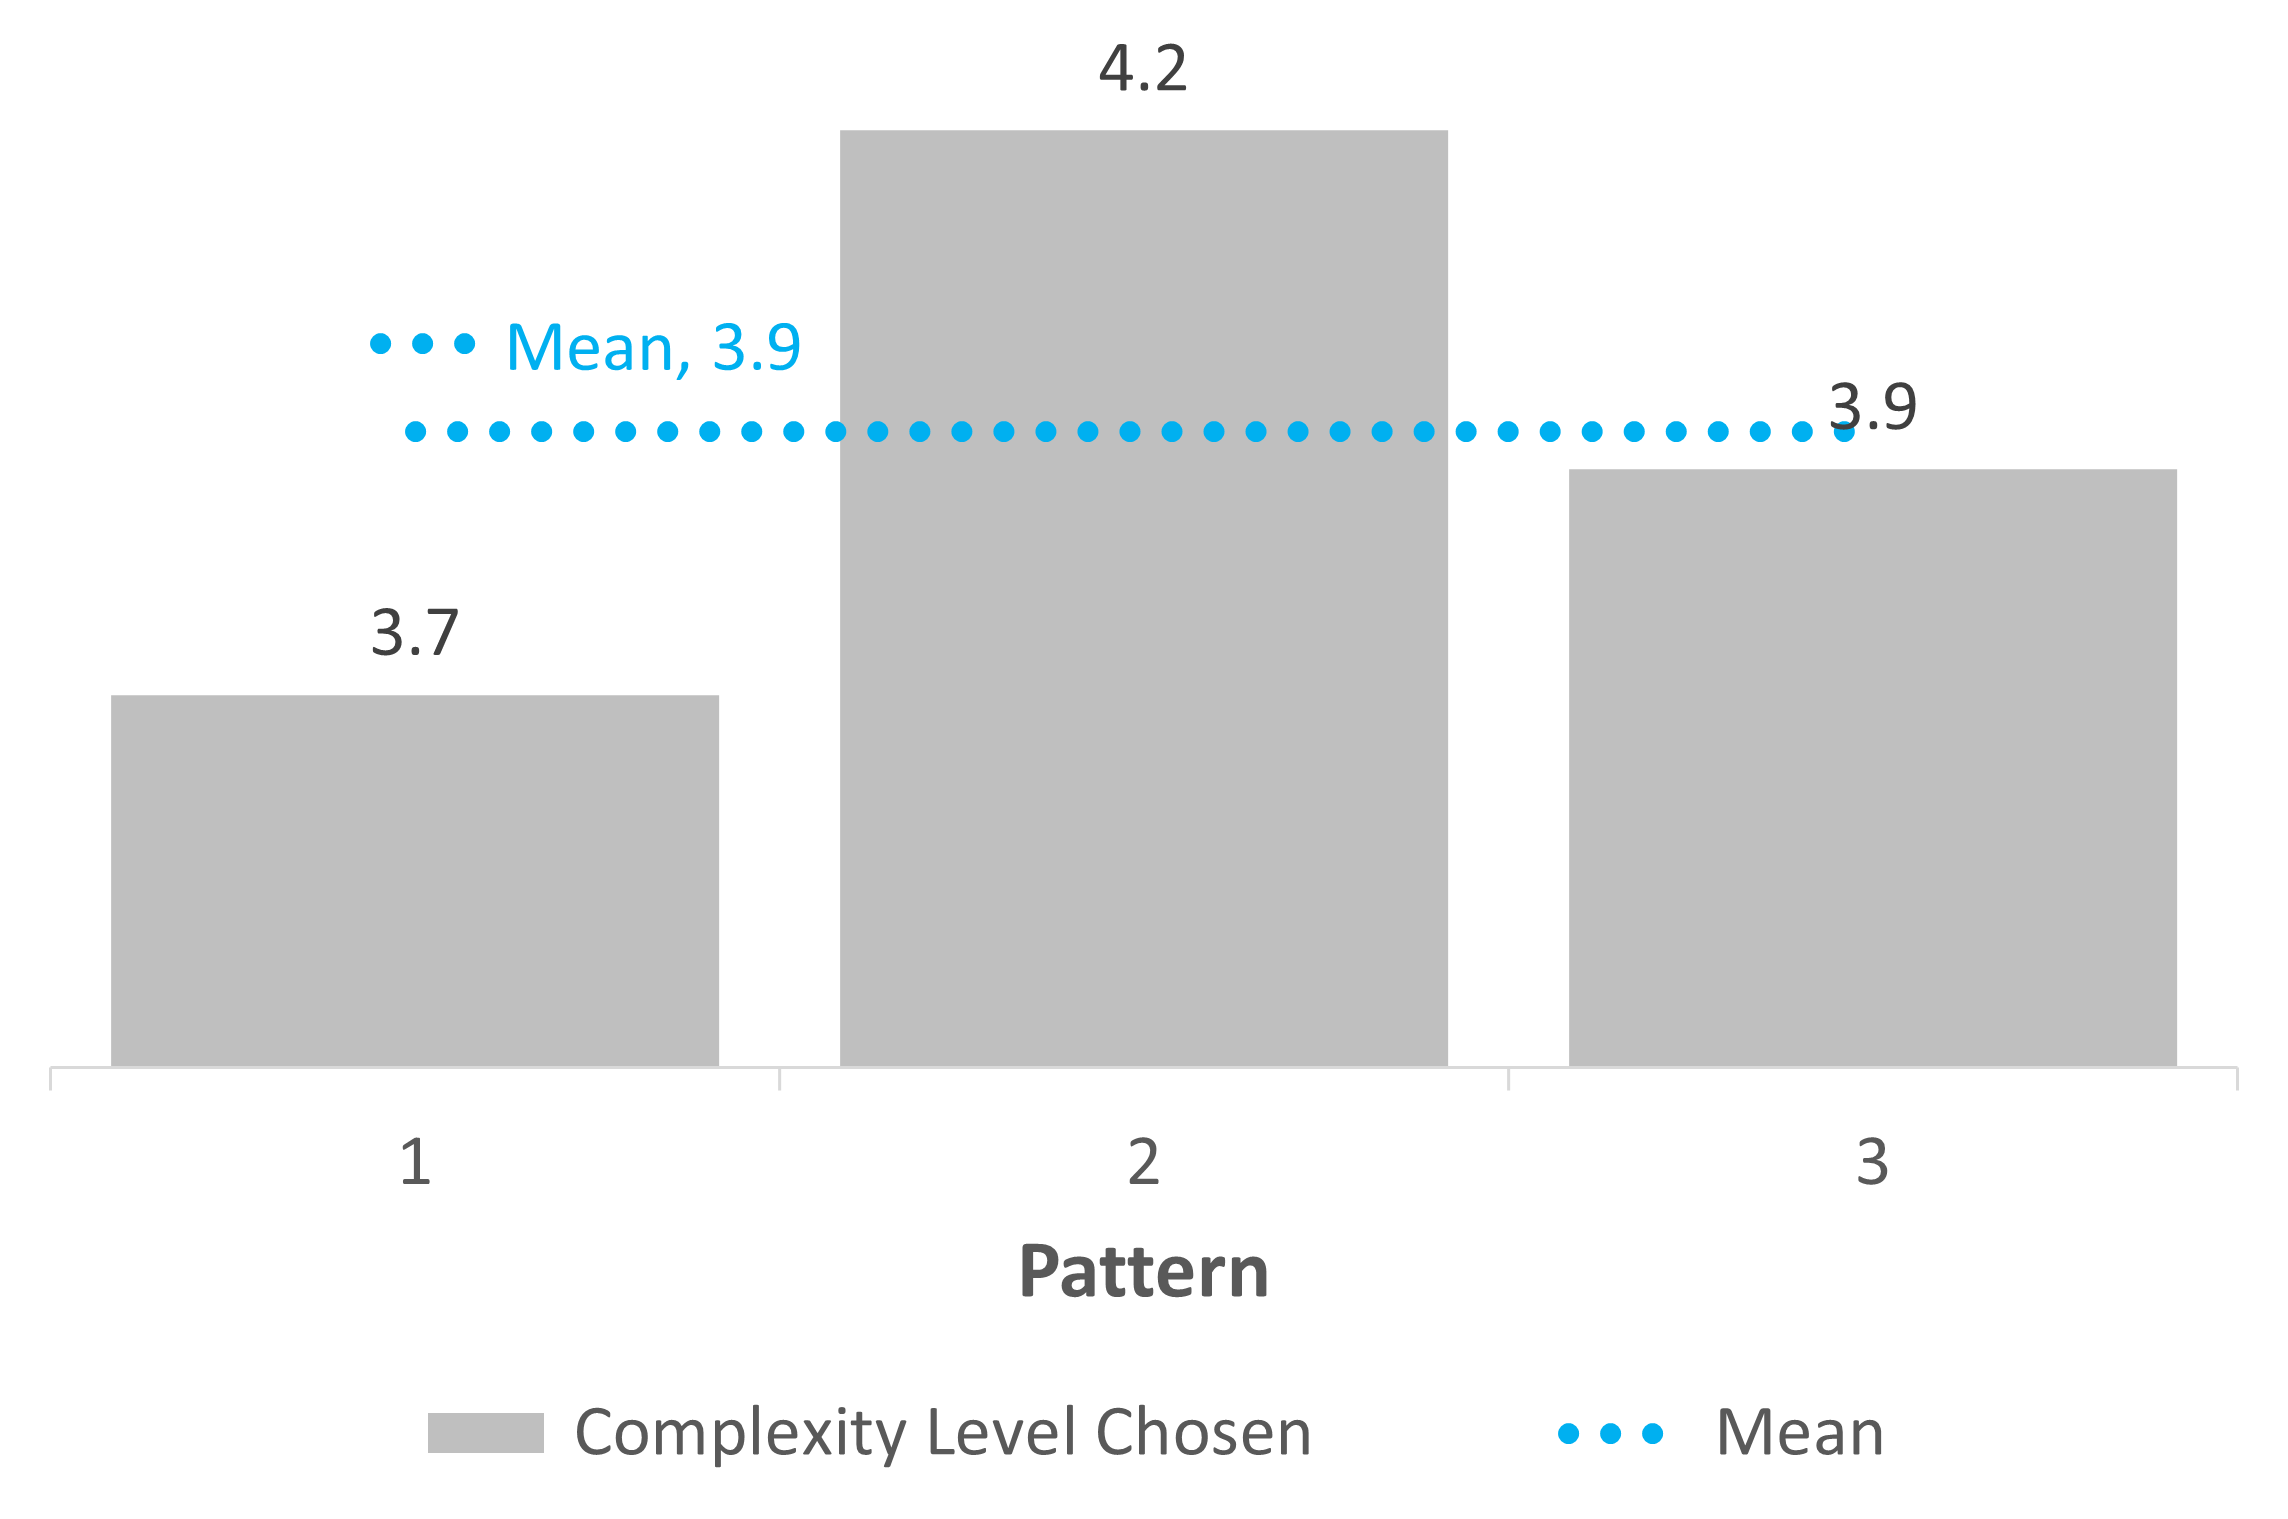 4.2
Mean, 3.9
3.9
3.7
1 2 3
Pattern
Complexity Level Chosen Mean